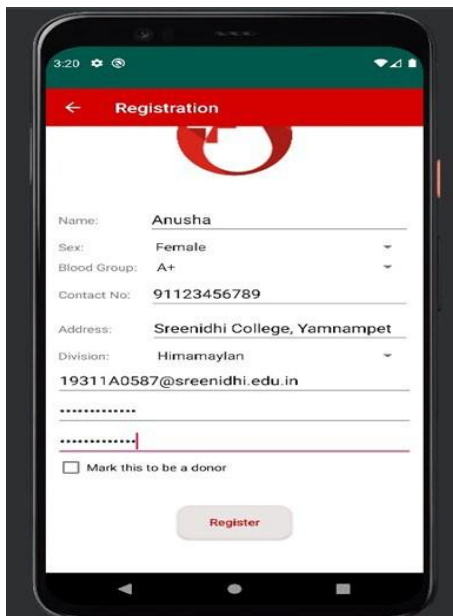 3:20
Registration
Name: Anusha
Sex: Female
Blood Group: A+
Contact No: 91123456789
Address: Sreenidhi College, Yamnampet
Division: Himamaylan
19311A0587@sreenidhi.edu.in
•••••••••••••
•••••••••••••
Mark this to be a donor
Register